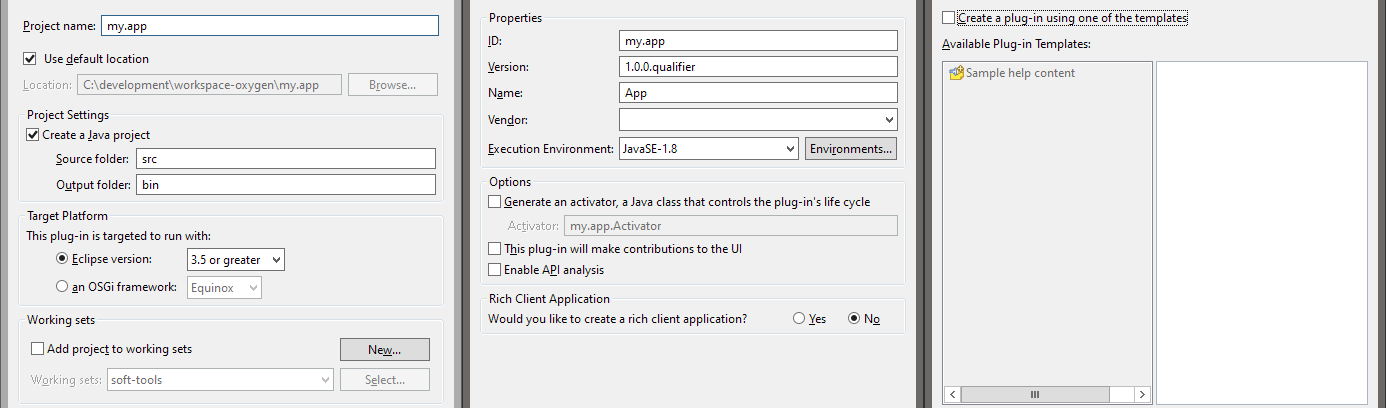 Project name: my.app
Use default location
Location: C:\development\workspace-oxygen\my.app Browse...
Project Settings
Create a Java project
Source folder: src
Output folder: bin
Target Platform
This plug-in is targeted to run with:
Eclipse version: 3.5 or greater
an OSGi framework: Equinox
Working sets
Add project to working sets New...
Working sets: soft-tools Select...
Properties
ID: my.app
Version: 1.0.0.qualifier
Name: App
Vendor:
Execution Environment: JavaSE-1.8 Environments...
Options
Generate an activator, a Java class that controls the plug-in's life cycle
Activator: my.app.Activator
This plug-in will make contributions to the UI
Enable API analysis
Rich Client Application
Would you like to create a rich client application? Yes No
Create a plug-in using one of the templates
Available Plug-in Templates:
Sample help content